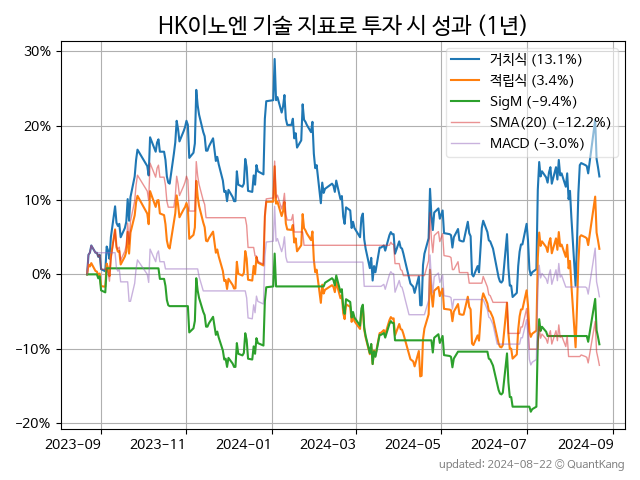 HK이노엔 기술 지표로 투자 시 성과 (1년)
30%
20%
10%
0%
−10%
−20%
거치식 (13.1%)
적립식 (3.4%)
SigM (−9.4%)
SMA(20) (−12.2%)
MACD (−3.0%)
2023-09
2023-11
2024-01
2024-03
2024-05
2024-07
2024-09
updated: 2024-08-22 ⓒ QuantKang